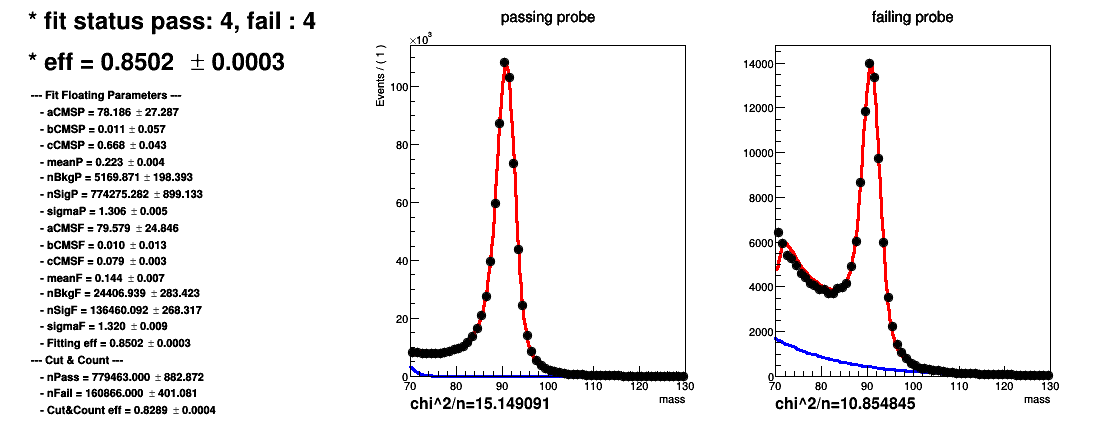 * fit status pass: 4, fail : 4
* eff = 0.8502 ± 0.0003
--- Fit Floating Parameters ---
- aCMSP = 78.186 ± 27.287
- bCMSP = 0.011 ± 0.057
- cCMSP = 0.668 ± 0.043
- meanP = 0.223 ± 0.004
- nBkgP = 5169.871 ± 198.393
- nSigP = 774275.282 ± 899.133
- sigmaP = 1.306 ± 0.005
- aCMSF = 79.579 ± 24.846
- bCMSF = 0.010 ± 0.013
- cCMSF = 0.079 ± 0.003
- meanF = 0.144 ± 0.007
- nBkgF = 24406.939 ± 283.423
- nSigF = 136460.092 ± 268.317
- sigmaF = 1.320 ± 0.009
- Fitting eff = 0.8502 ± 0.0003
--- Cut & Count ---
- nPass = 779463.000 ± 882.872
- nFail = 160866.000 ± 401.081
- Cut&Count eff = 0.8289 ± 0.0004
passing probe
×10³
Events / ( 1 )
100
80
60
40
20
0
70 80 90 100 110 120 130
mass
chi^2/n=15.149091
failing probe
14000
12000
10000
8000
6000
4000
2000
0
70 80 90 100 110 120 130
mass
chi^2/n=10.854845